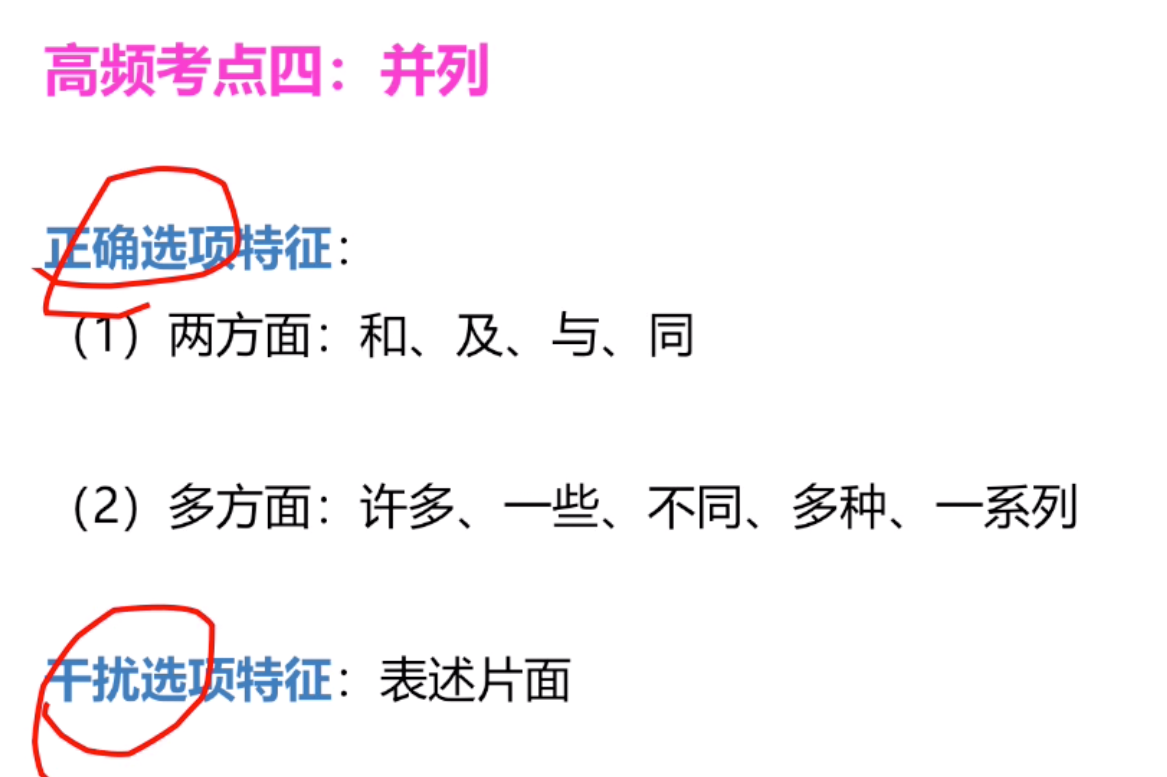 高频考点四：并列
正确选项特征：
（1）两方面：和、及、与、同
（2）多方面：许多、一些、不同、多种、一系列
干扰选项特征：表述片面